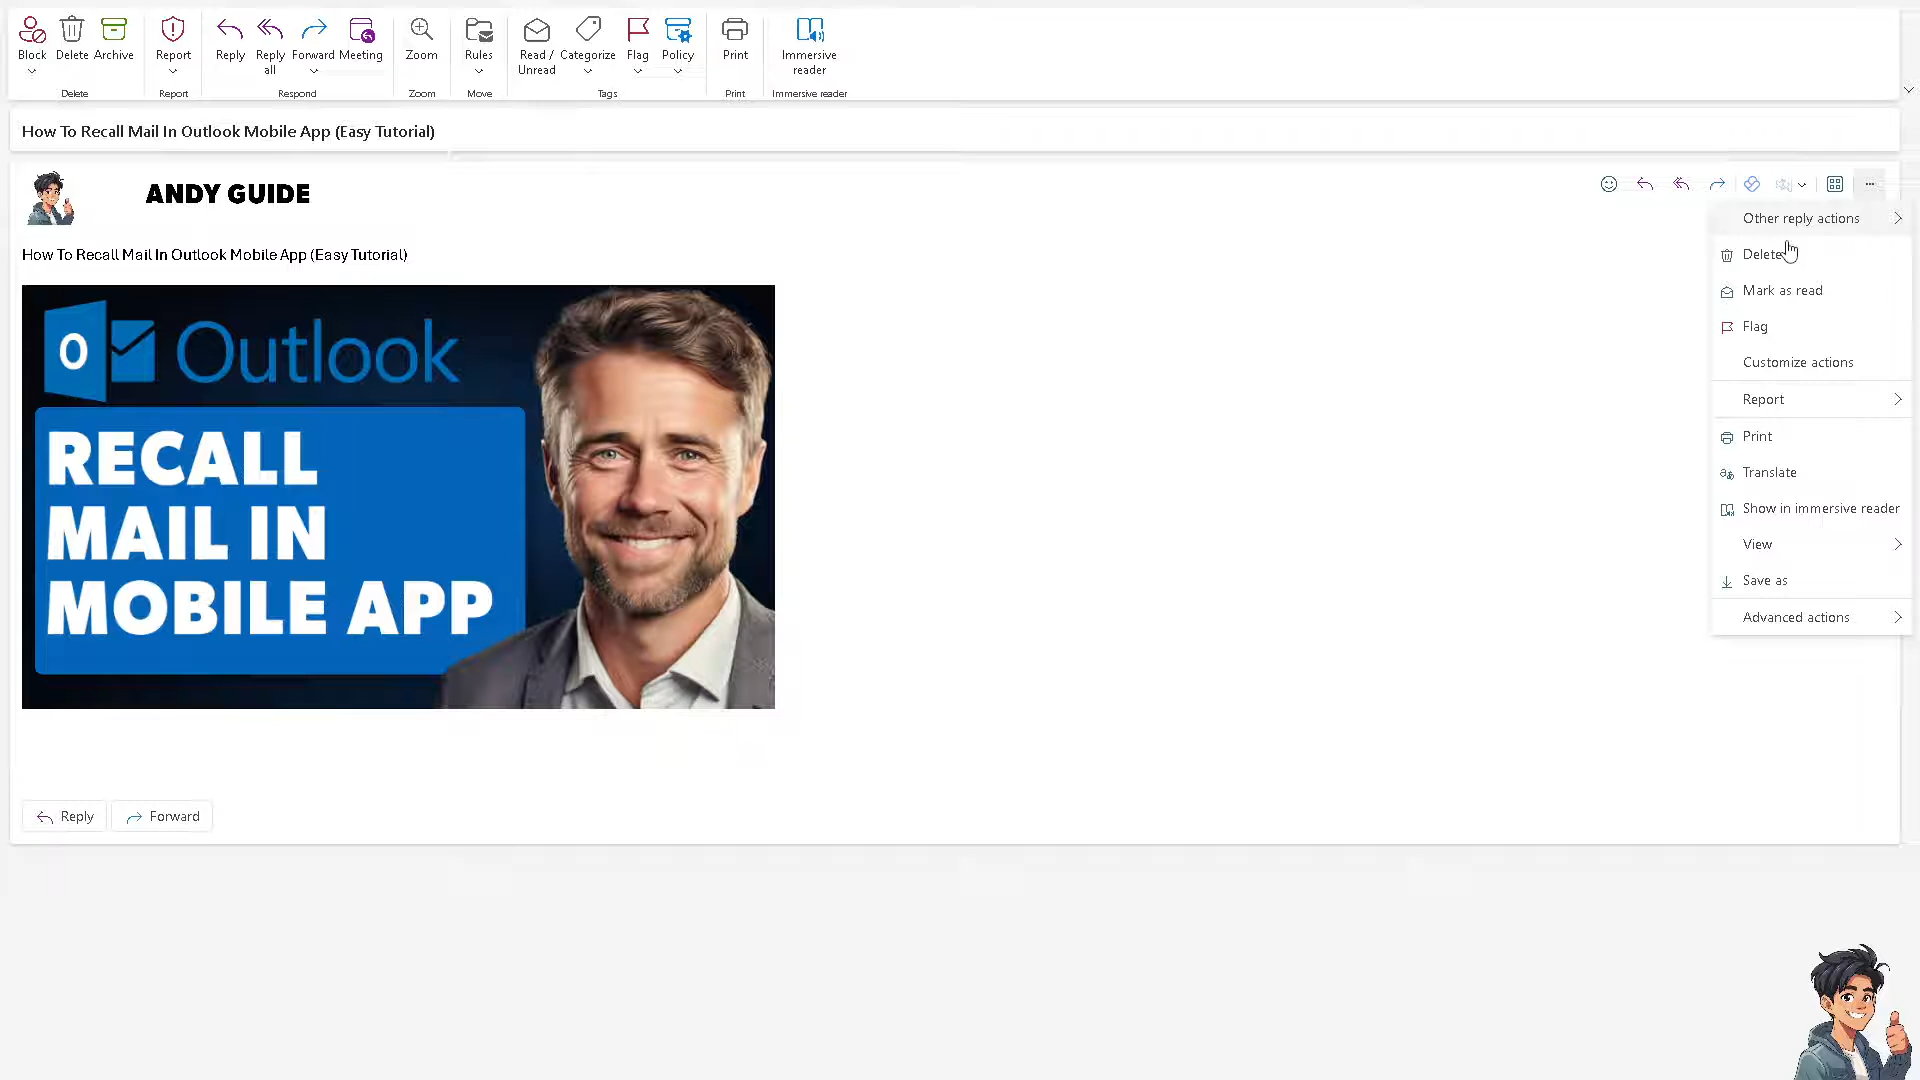 Block
Delete
Archive
Report
Reply
Reply all
Forward
Meeting
Zoom
Rules
Read / Unread
Categorize
Flag
Policy
Print
Immersive reader
Delete
Report
Respond
Zoom
Move
Tags
Print
Immersive reader
How To Recall Mail In Outlook Mobile App (Easy Tutorial)
ANDY GUIDE
How To Recall Mail In Outlook Mobile App (Easy Tutorial)
O Outlook
RECALL
MAIL IN
MOBILE APP
Reply
Forward
Other reply actions
Delete
Mark as read
Flag
Customize actions
Report
Print
Translate
Show in immersive reader
View
Save as
Advanced actions